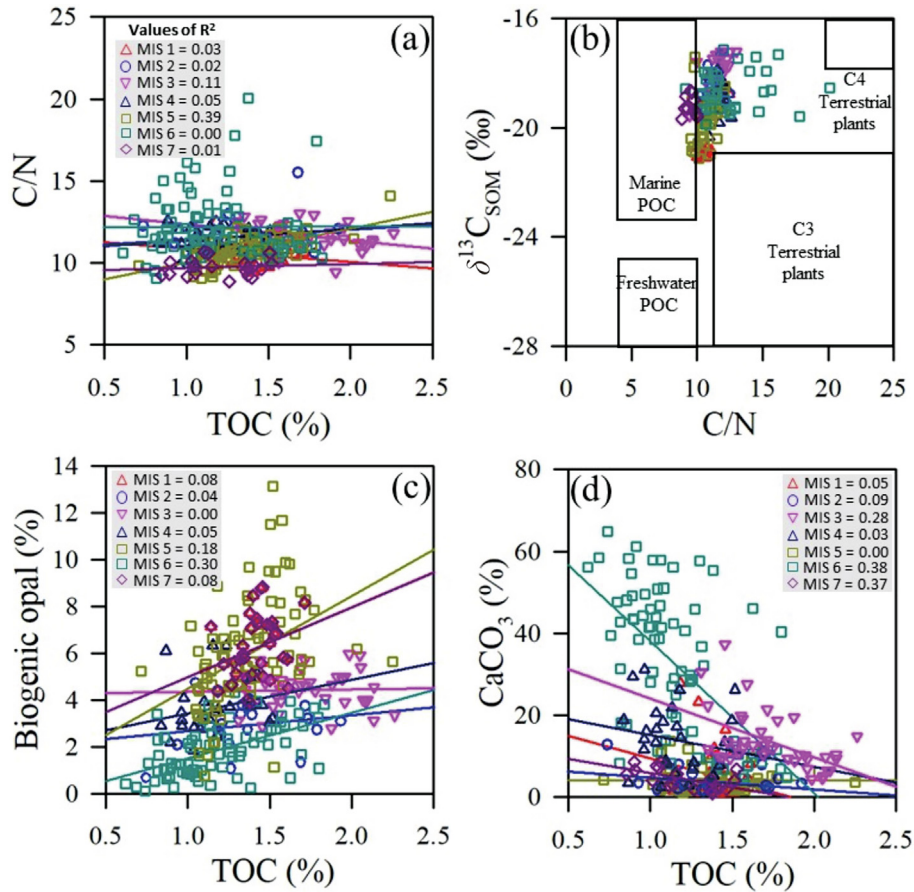 (a)
Values of R²
MIS 1 = 0.03
MIS 2 = 0.02
MIS 3 = 0.11
MIS 4 = 0.05
MIS 5 = 0.39
MIS 6 = 0.00
MIS 7 = 0.01
C/N
25
20
15
10
5
0.5 1.0 1.5 2.0 2.5
TOC (%)
(b)
δ¹³C_SOM (‰)
-16
-20
-24
-28
C4
Terrestrial
plants
Marine
POC
C3
Terrestrial
plants
Freshwater
POC
0 5 10 15 20 25
C/N
(c)
MIS 1 = 0.08
MIS 2 = 0.04
MIS 3 = 0.00
MIS 4 = 0.05
MIS 5 = 0.18
MIS 6 = 0.30
MIS 7 = 0.08
Biogenic opal (%)
14
12
10
8
6
4
2
0
0.5 1.0 1.5 2.0 2.5
TOC (%)
(d)
MIS 1 = 0.05
MIS 2 = 0.09
MIS 3 = 0.28
MIS 4 = 0.03
MIS 5 = 0.00
MIS 6 = 0.38
MIS 7 = 0.37
CaCO₃ (%)
80
60
40
20
0
0.5 1.0 1.5 2.0 2.5
TOC (%)